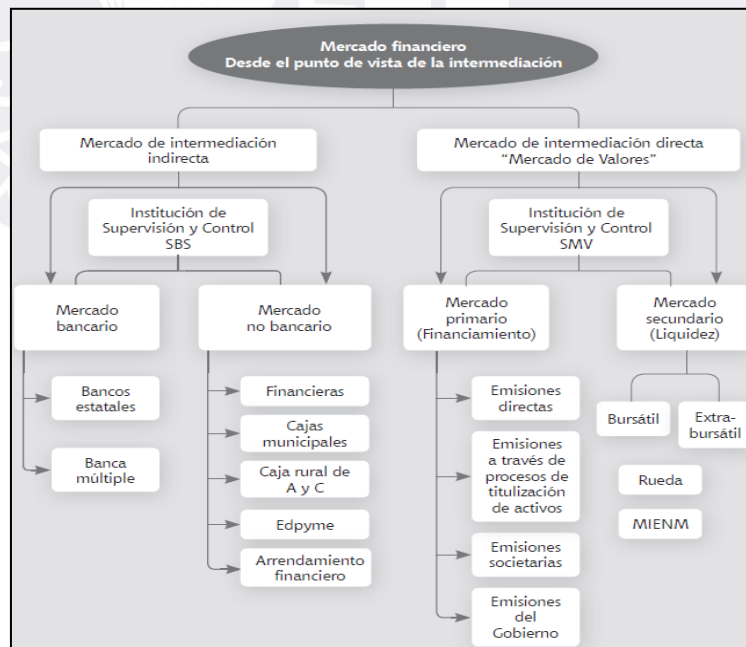 Mercado financiero
Desde el punto de vista de la intermediación
Mercado de intermediación
indirecta
Mercado de intermediación directa
“Mercado de Valores”
Institución de
Supervisión y Control
SBS
Institución de
Supervisión y Control
SMV
Mercado
bancario
Mercado
no bancario
Mercado
primario
(Financiamiento)
Mercado
secundario
(Liquidez)
Bancos
estatales
Banca
múltiple
Financieras
Cajas
municipales
Caja rural de
A y C
Edpyme
Arrendamiento
financiero
Emisiones
directas
Emisiones
a través de
procesos de
titulización
de activos
Emisiones
societarias
Emisiones
del
Gobierno
Bursátil
Extra-
bursátil
Rueda
MIENM